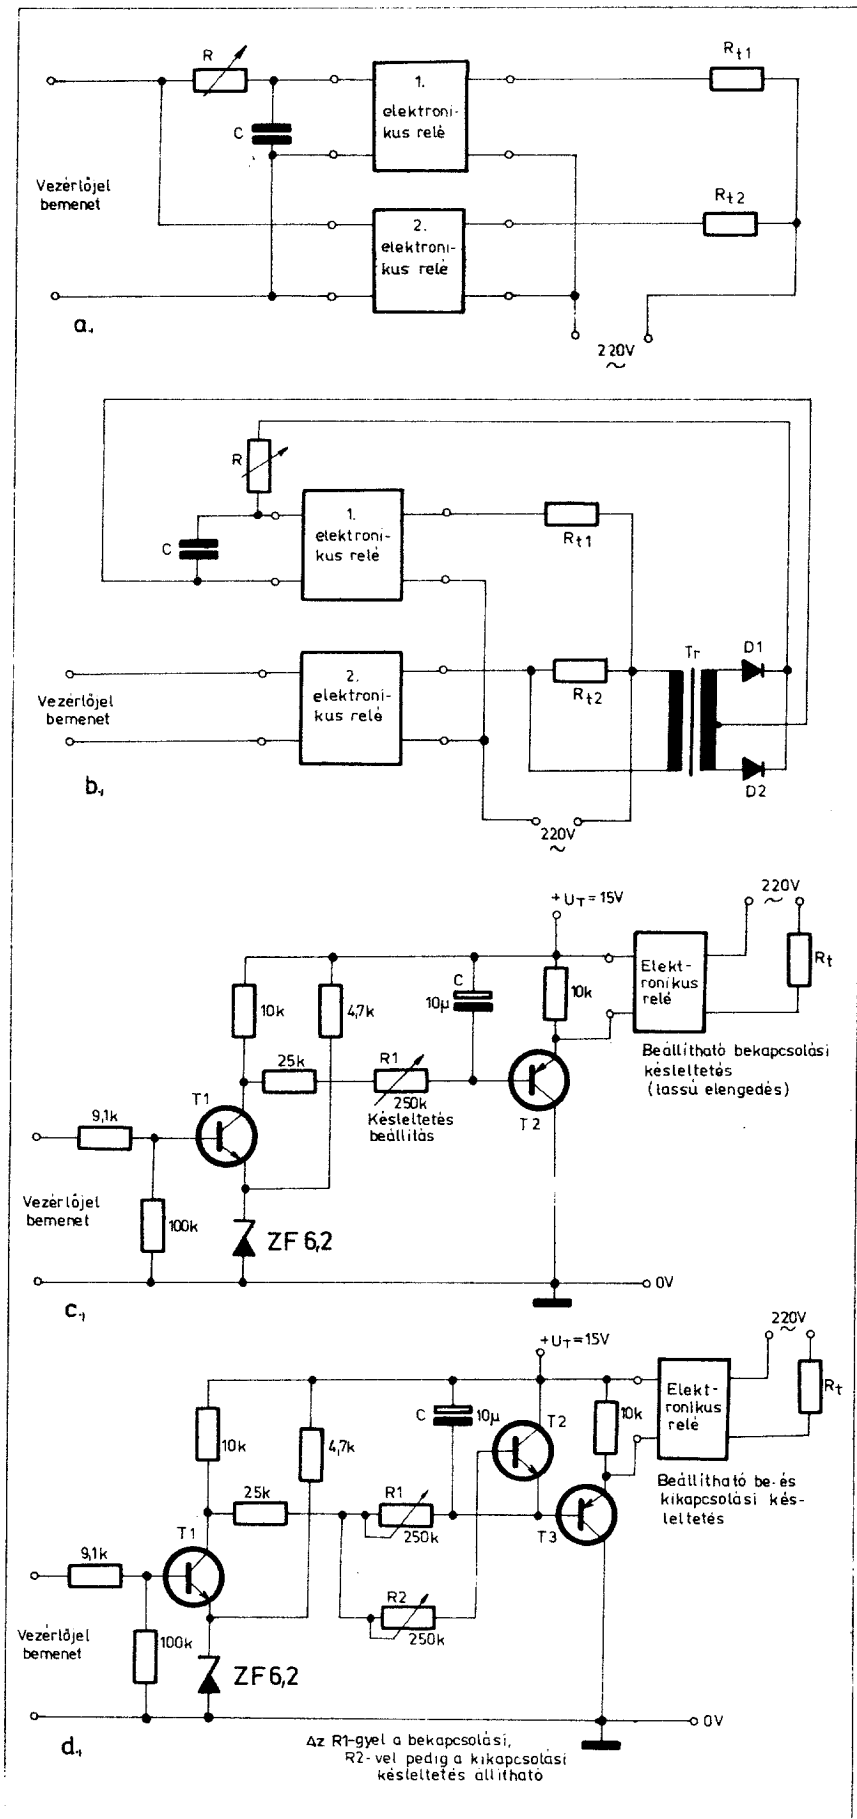 R
R t1
1.
elektroni-
kus relé
C
Vezérlőjel
bemenet
R t2
2.
elektroni-
kus relé
a.,
220V
~
R
1.
elektroni-
kus relé
C
R t1
Tr
D1
2.
elektroni-
kus relé
R t2
Vezérlőjel
bemenet
D2
b.,
220V
~
220V
~
+ U T = 15V
Elekt-
ronikus
relé
R t
C
10µ
10k
10k
4,7k
25k
R1
250k
Késleltetés
beállítás
Beállítható bekapcsolási
késleltetés
(lassú elengedés)
T1
T2
9,1k
Vezérlőjel
bemenet
100k
ZF 6,2
0V
c.,
220V
~
+ U T = 15V
Elekt-
ronikus
relé
R t
C
10µ
T2
10k
10k
4,7k
25k
R1
250k
T3
Beállítható be- és
kikapcsolási kés-
leltetés
T1
9,1k
R2
250k
Vezérlőjel
bemenet
100k
ZF6,2
0V
d.,
Az R1-gyel a bekapcsolási,
R2-vel pedig a kikapcsolási
késleltetés állítható